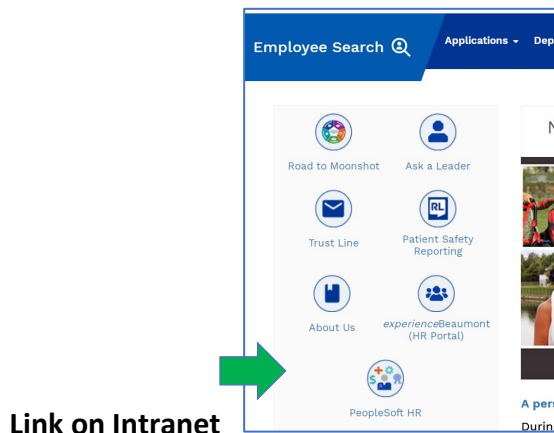 Employee Search
Applications
Road to Moonshot
Ask a Leader
RL
Trust Line
Patient Safety
Reporting
About Us
experienceBeaumont
(HR Portal)
PeopleSoft HR
Link on Intranet